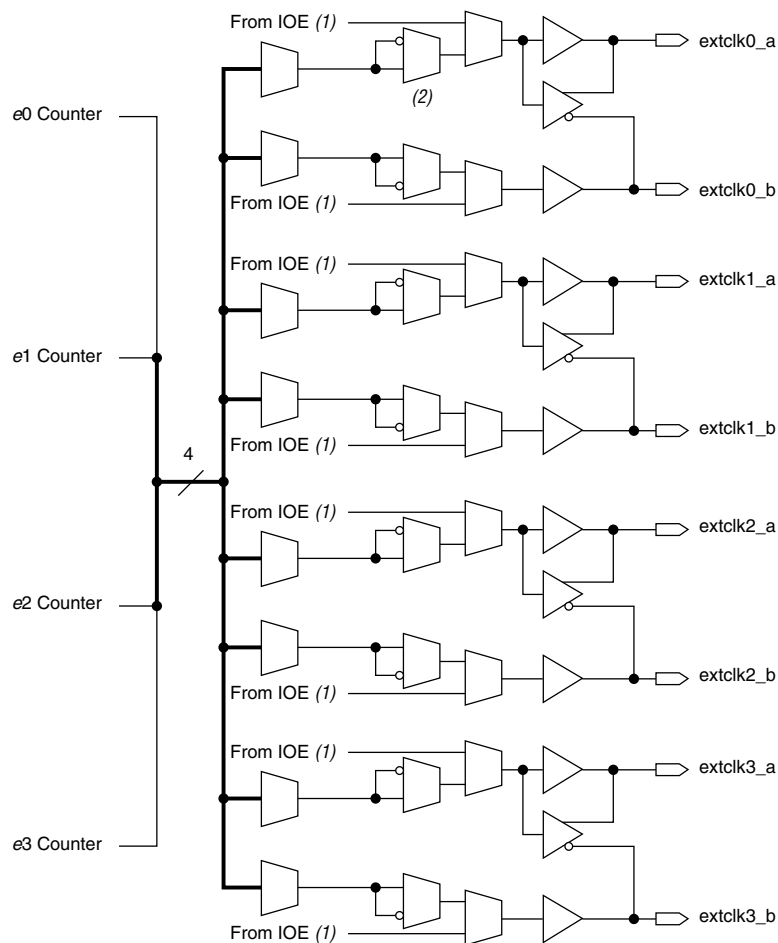 From IOE (1)
extclk0_a
(2)
e0 Counter
extclk0_b
From IOE (1)
From IOE (1)
extclk1_a
e1 Counter
extclk1_b
From IOE (1)
4
From IOE (1)
extclk2_a
e2 Counter
extclk2_b
From IOE (1)
From IOE (1)
extclk3_a
e3 Counter
extclk3_b
From IOE (1)